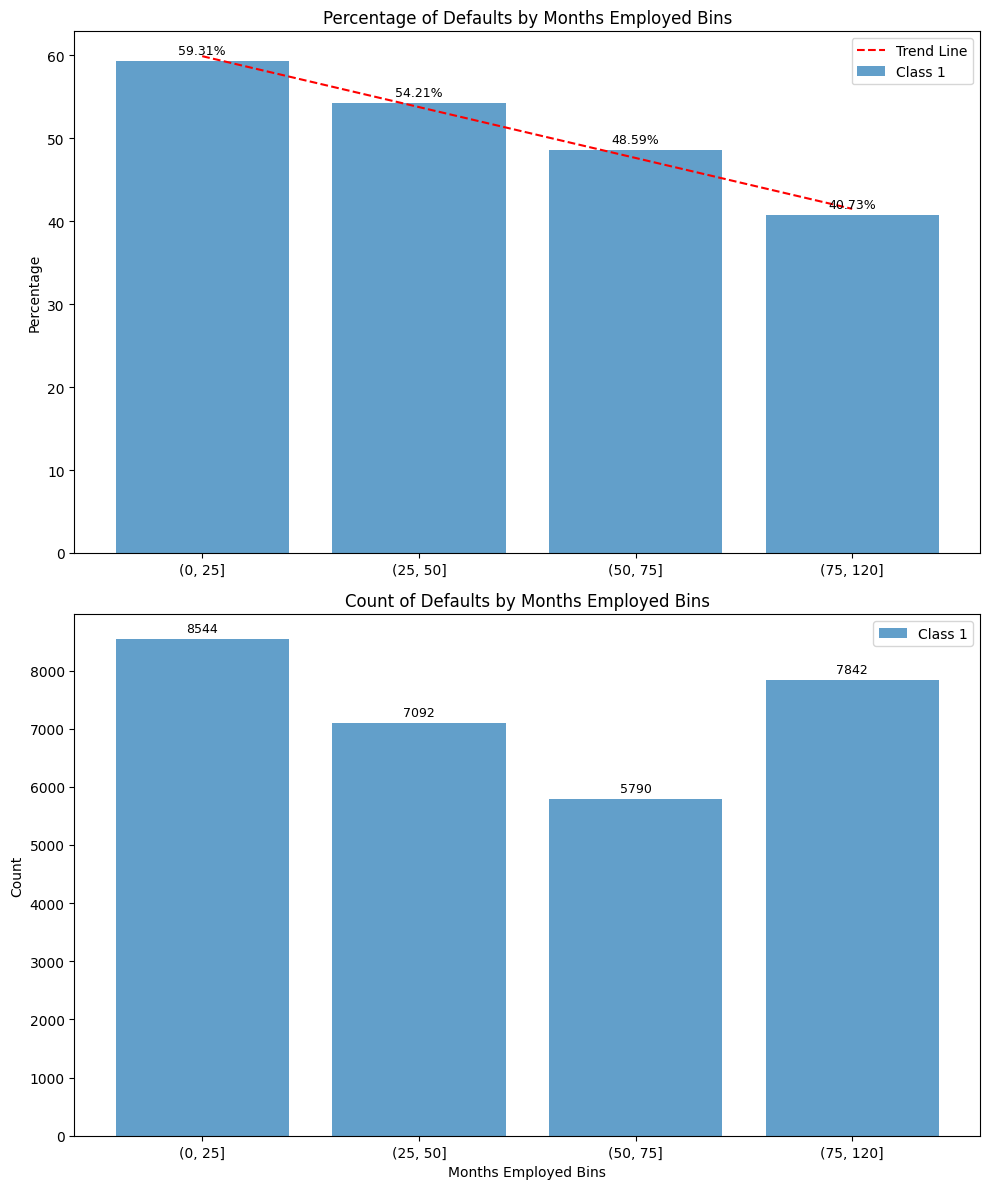 Percentage of Defaults by Months Employed Bins
Trend Line
Class 1
59.31%
54.21%
48.59%
40.73%
Percentage
60
50
40
30
20
10
0
(0, 25] (25, 50] (50, 75] (75, 120]
Count of Defaults by Months Employed Bins
Class 1
8544
7092
5790
7842
Count
8000
7000
6000
5000
4000
3000
2000
1000
0
(0, 25] (25, 50] (50, 75] (75, 120]
Months Employed Bins